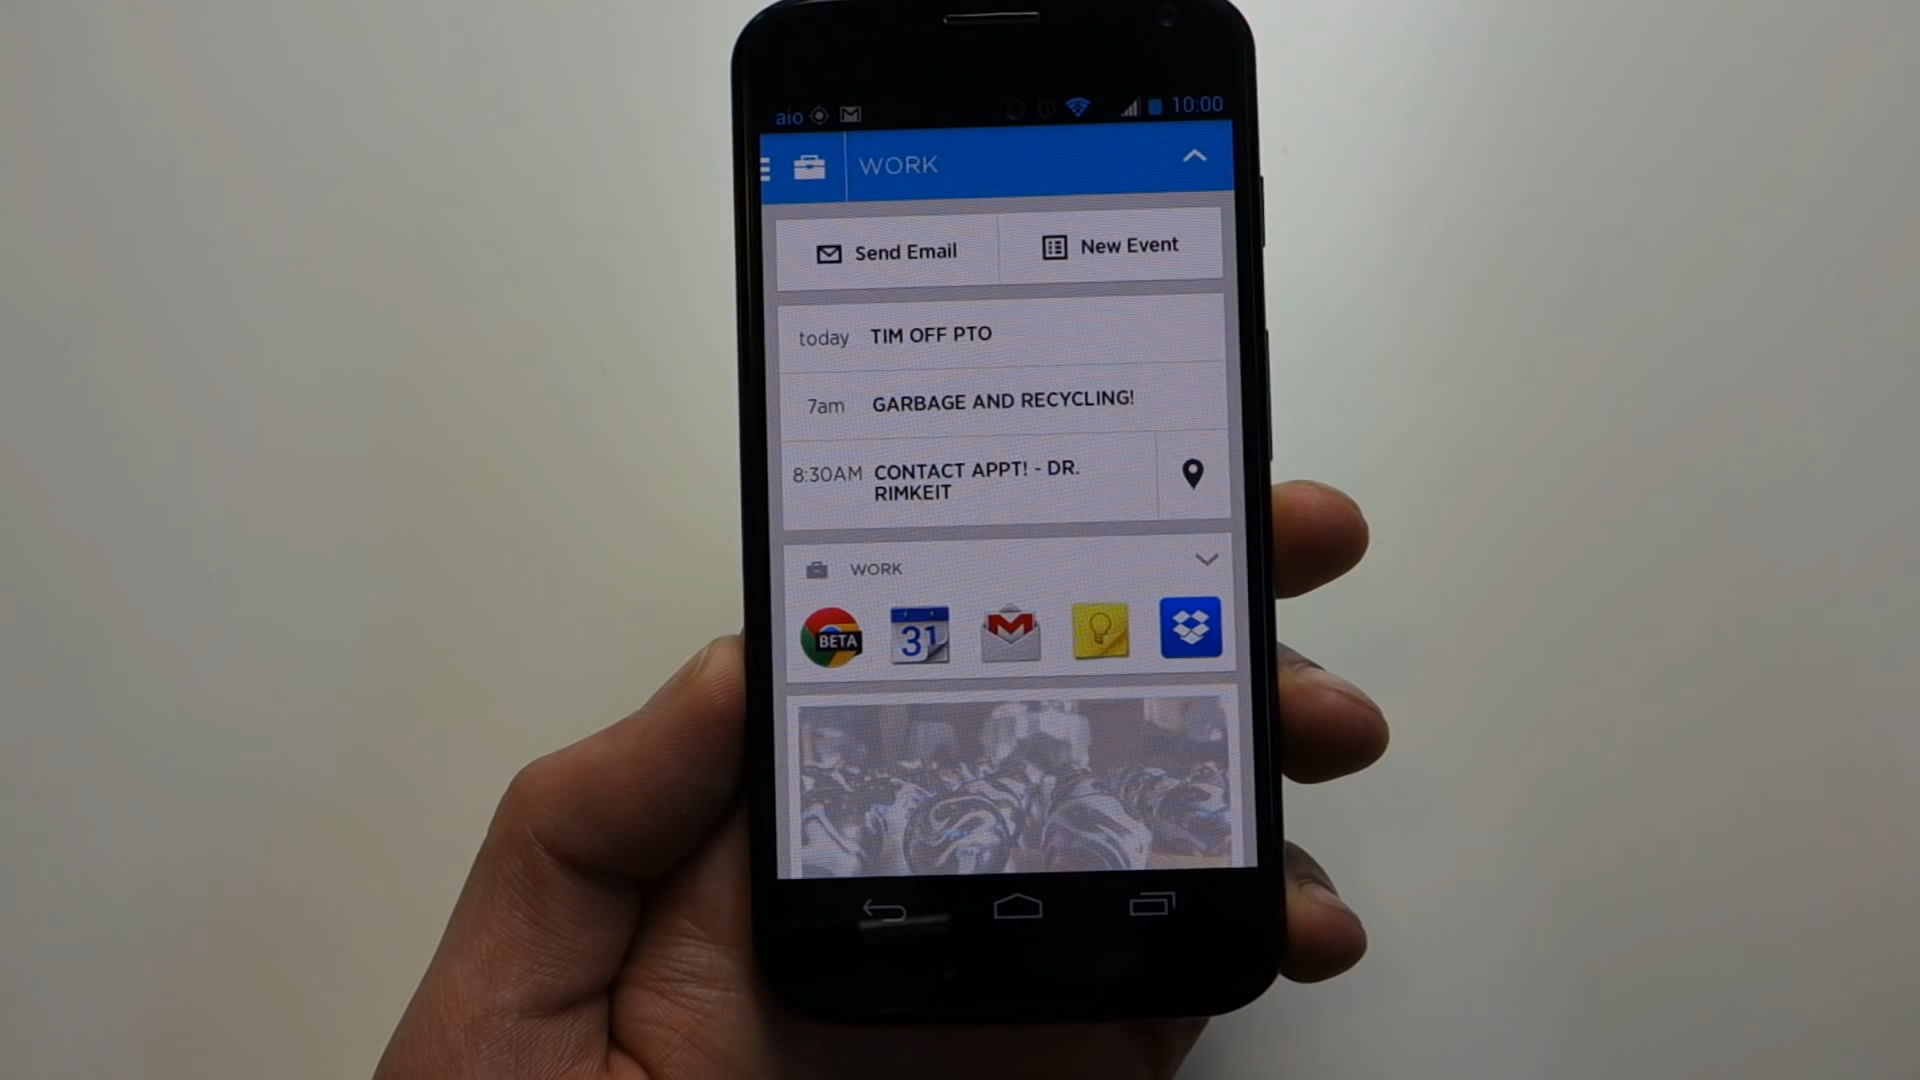 aio 10:00
WORK
Send Email New Event
today TIM OFF PTO
7am GARBAGE AND RECYCLING!
8:30AM CONTACT APPT! - DR.
RIMKEIT
WORK
BETA 31